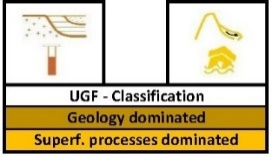 UGF - Classification
Geology dominated
Superf. processes dominated